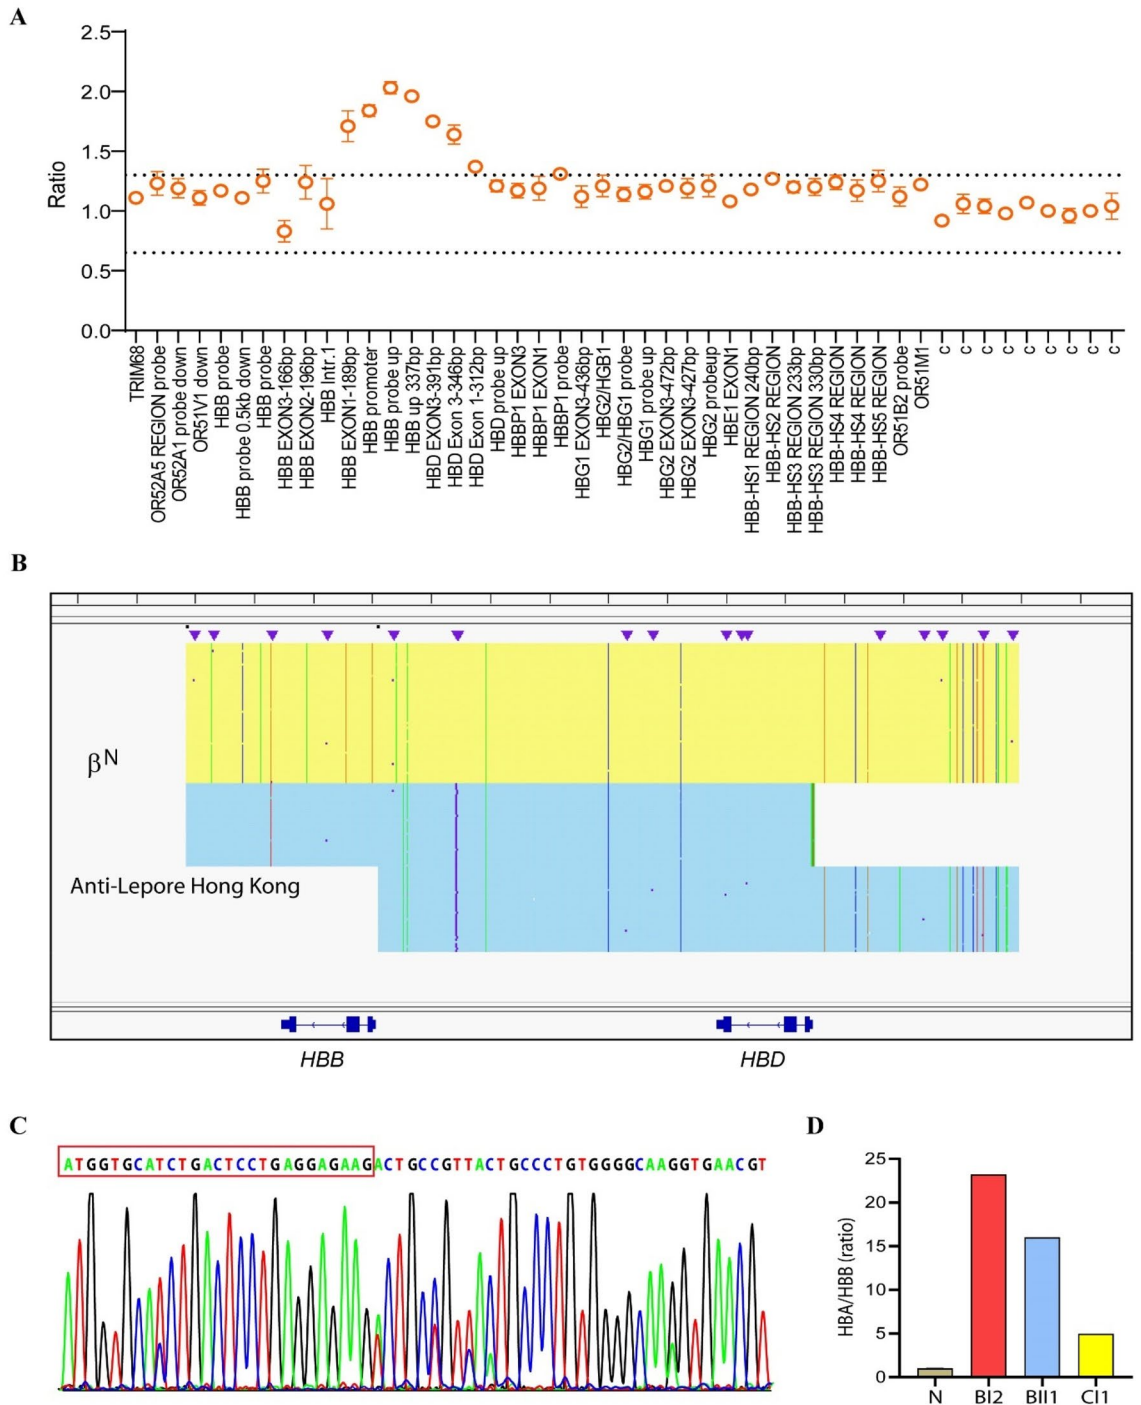 A
2.5
2.0
1.5
1.0
0.5
0.0
Ratio
TRIM68
OR52A5 REGION probe
OR52A1 probe down
OR51V1 down
HBB probe
HBB probe 0.5kb down
HBB probe
HBB EXON3-166bp
HBB EXON2-196bp
HBB Intr.1
HBB EXON1-189bp
HBB promoter
HBB probe up
HBB up 337bp
HBD EXON3-391bp
HBD Exon 3-346bp
HBD Exon 1-312bp
HBD probe up
HBBP1 EXON3
HBBP1 EXON1
HBBP1 probe
HBG1 EXON3-436bp
HBG2/HGB1
HBG2/HBG1 probe
HBG1 probe up
HBG2 EXON3-472bp
HBG2 EXON3-427bp
HBG2 probeup
HBE1 EXON1
HBB-HS1 REGION 240bp
HBB-HS2 REGION
HBB-HS3 REGION 233bp
HBB-HS3 REGION 330bp
HBB-HS4 REGION
HBB-HS4 REGION
HBB-HS5 REGION
OR51B2 probe
OR51M1
c
c
c
c
c
c
c
c
c
B
βN
Anti-Lepore Hong Kong
HBB
HBD
C
ATGGTGCATCTGACTCCTGAGGAGAAGACTGCCGTTACTGCCCTGTGGGGCAAGGTGAACGT
D
25
20
15
10
5
0
HBA/HBB (ratio)
N
BI2
BII1
CI1